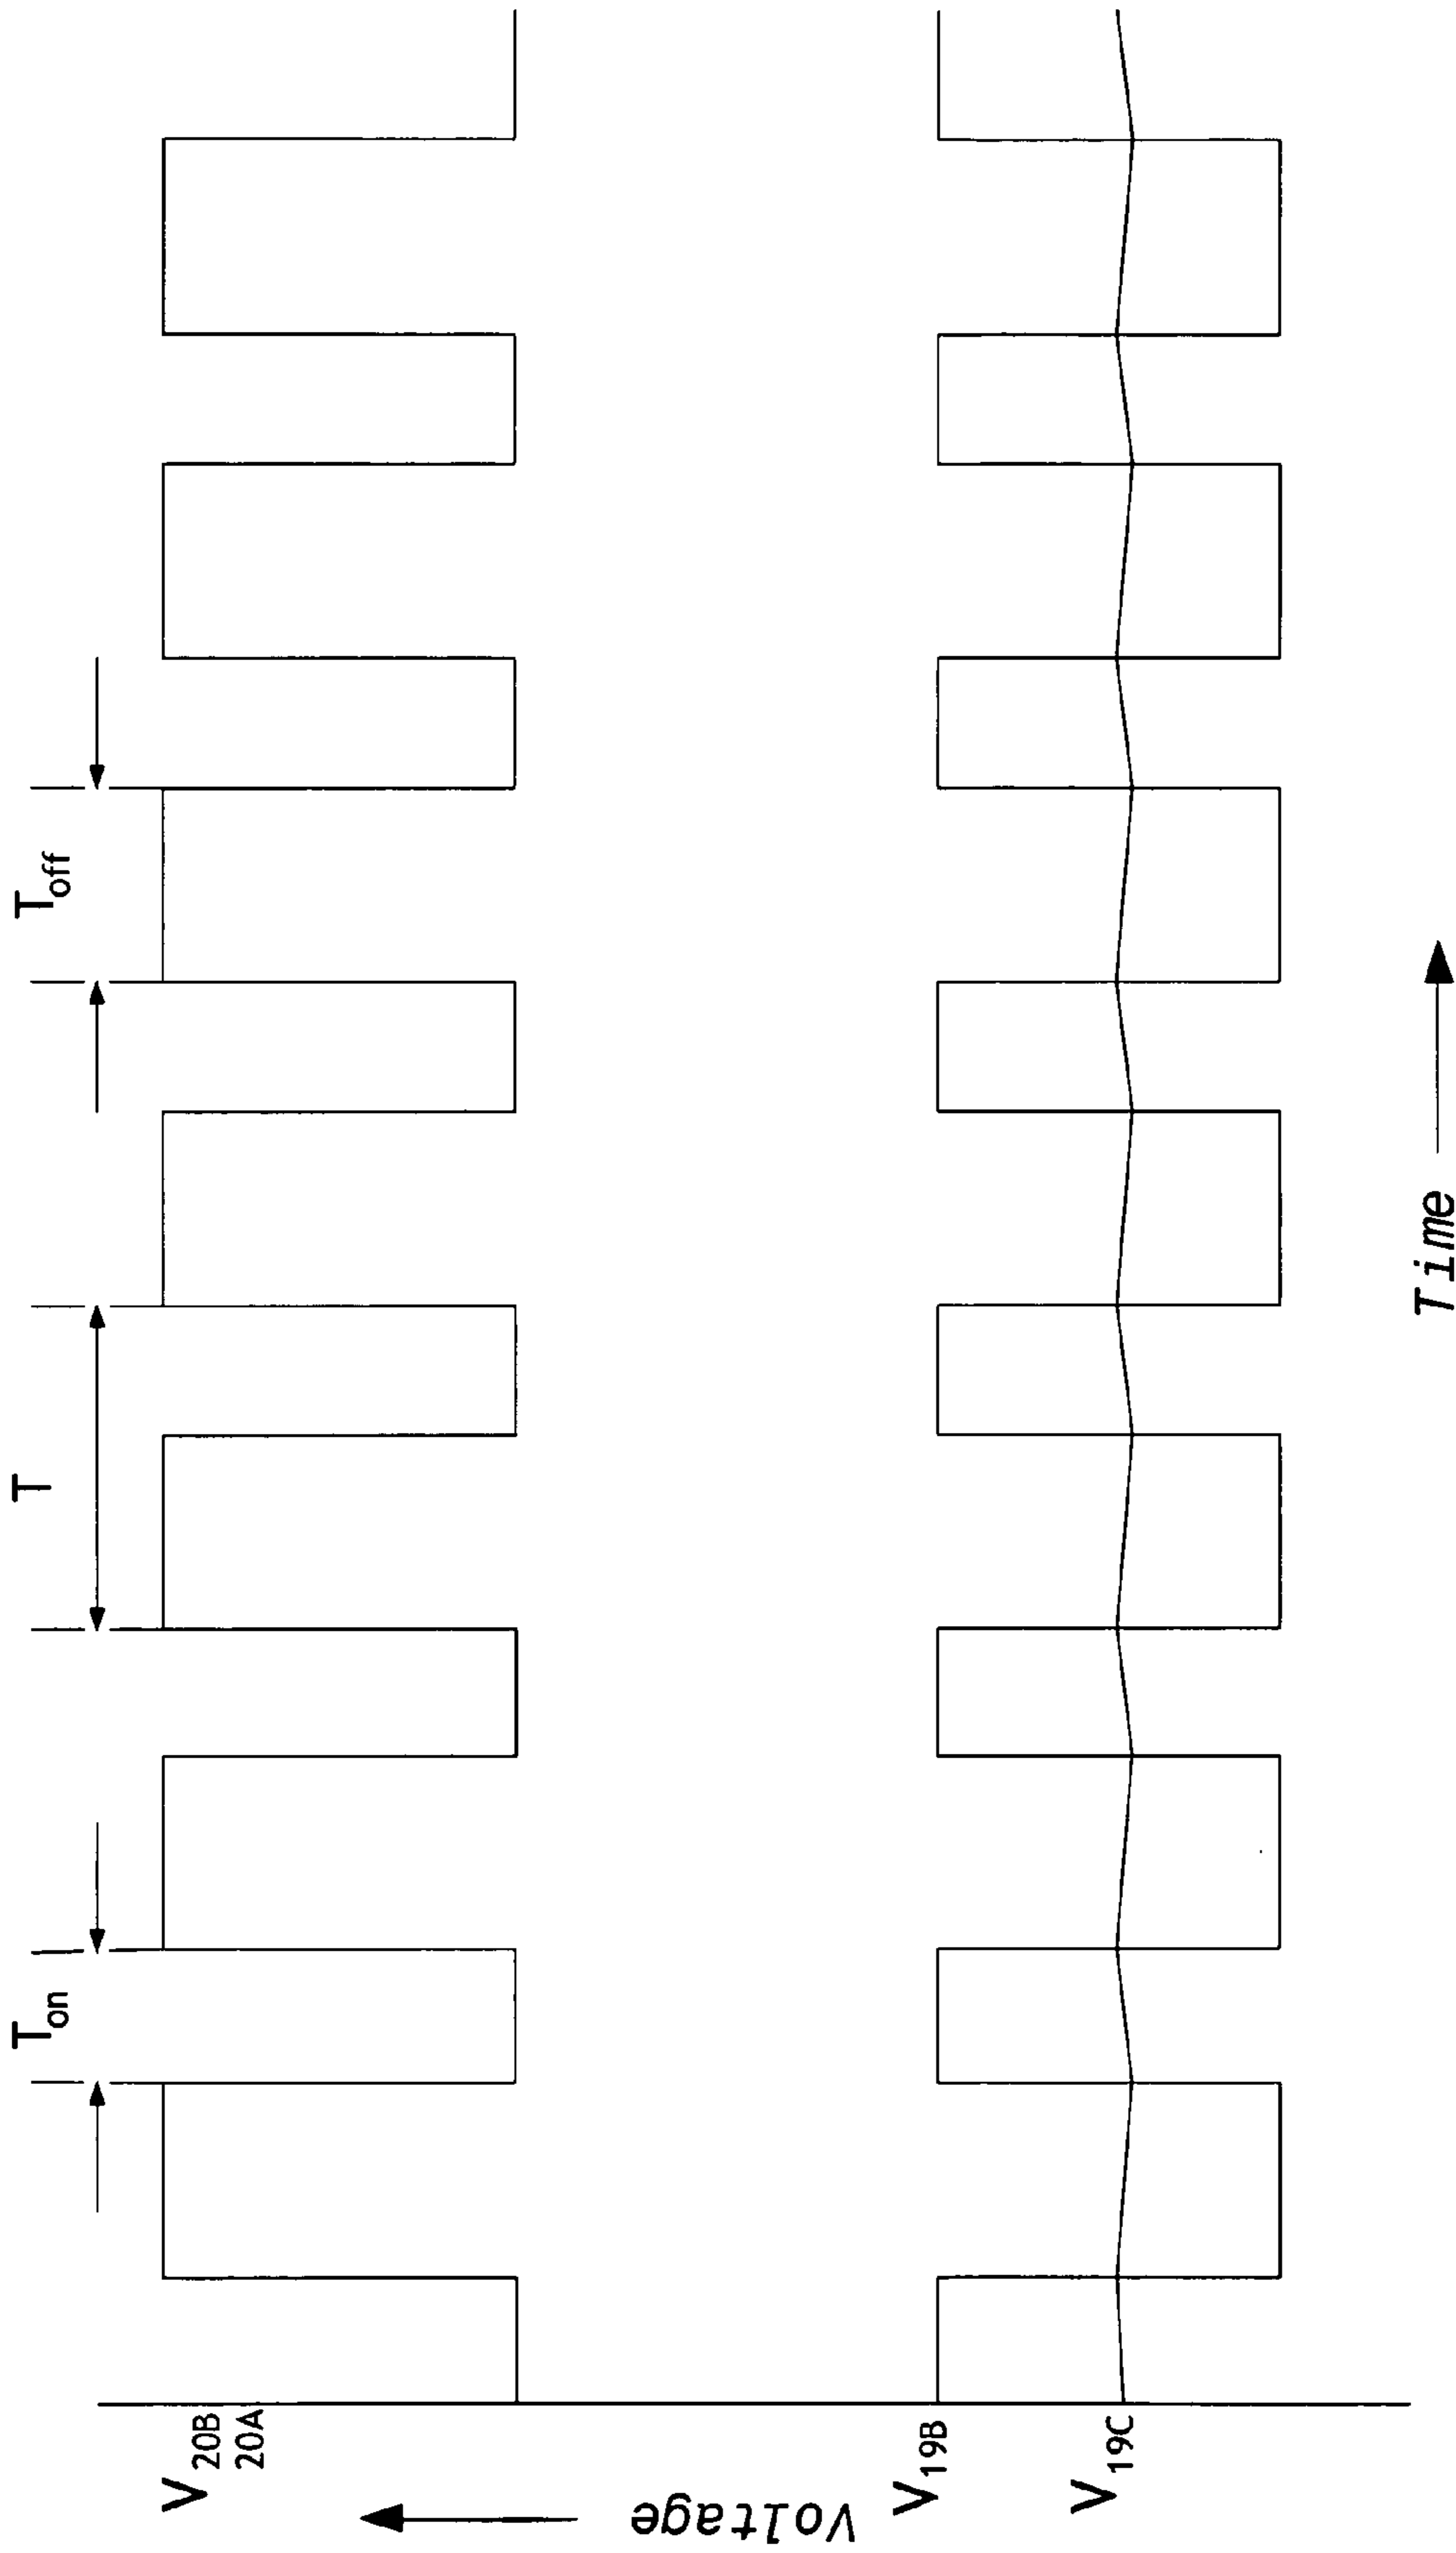 T_on
T
T_off
V_20B
20A
V_19B
V_19C
Voltage
Time